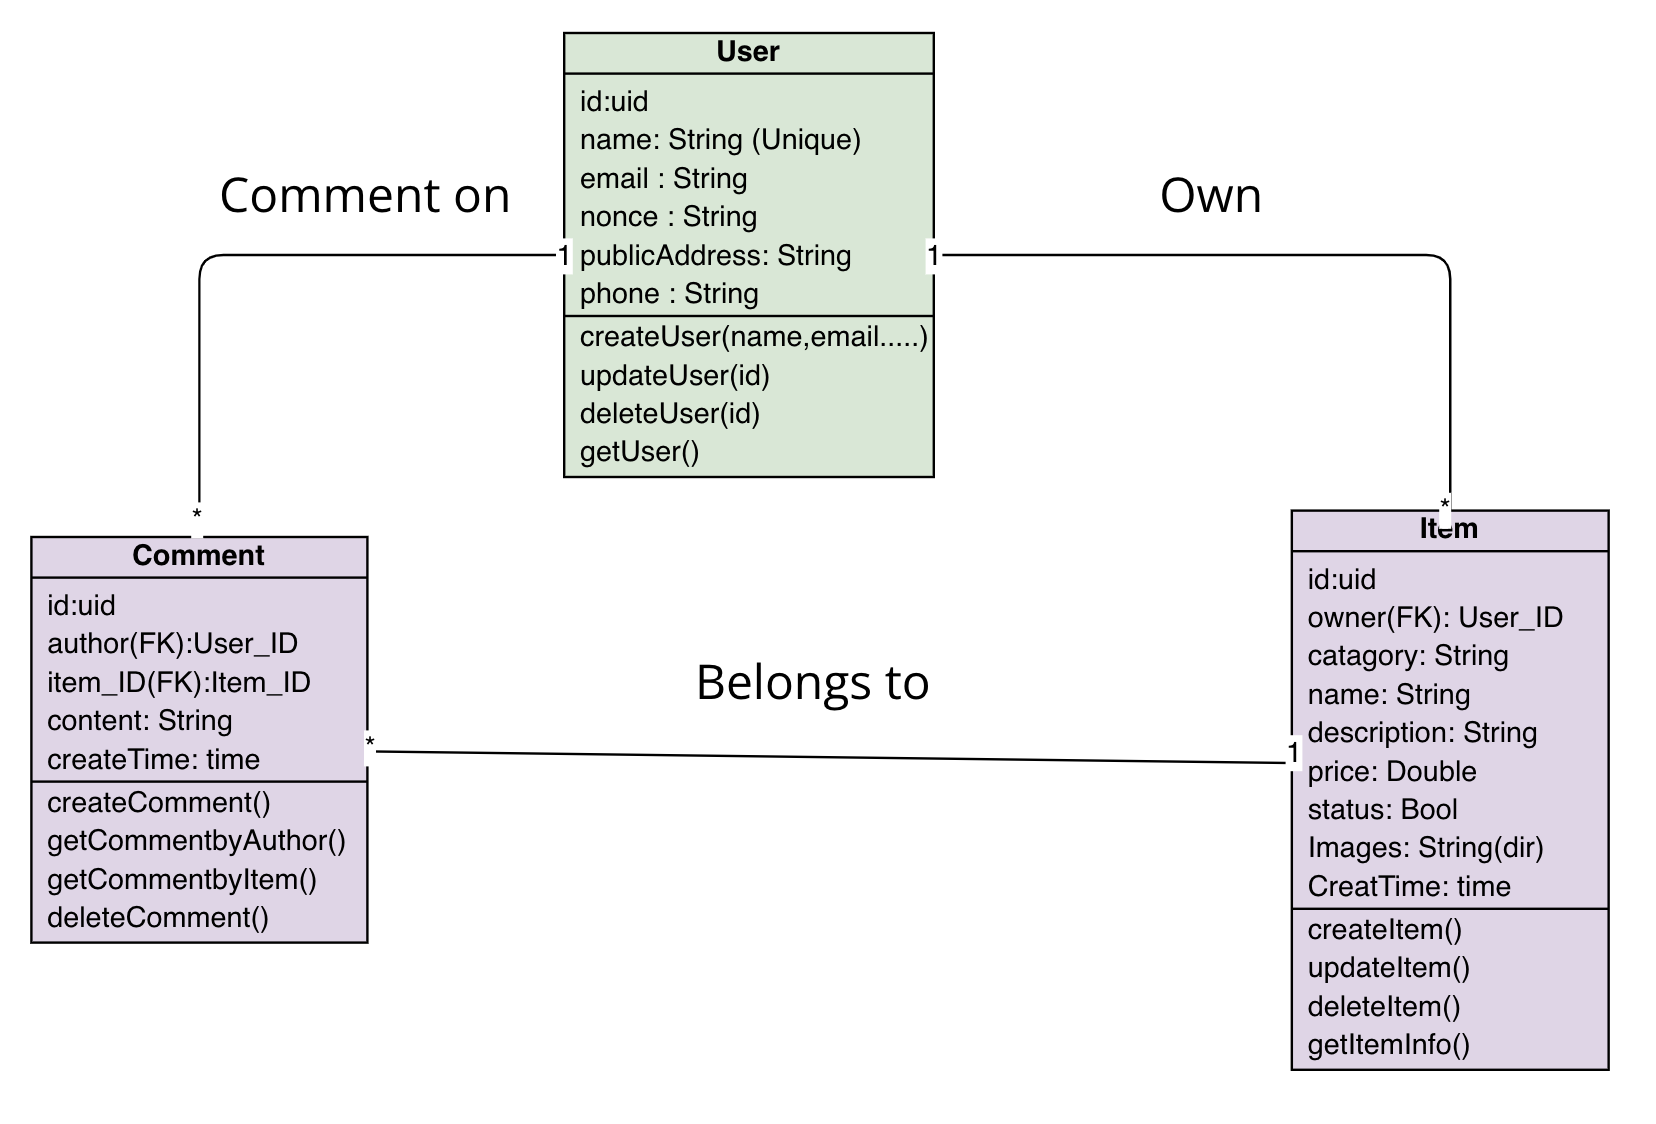 User
id:uid
name: String (Unique)
email : String
nonce : String
publicAddress: String
phone : String
createUser(name,email.....)
updateUser(id)
deleteUser(id)
getUser()
Comment on
Own
1
1
*
*
Comment
id:uid
author(FK):User_ID
item_ID(FK):Item_ID
content: String
createTime: time
createComment()
getCommentbyAuthor()
getCommentbyItem()
deleteComment()
Belongs to
*
1
Item
id:uid
owner(FK): User_ID
catagory: String
name: String
description: String
price: Double
status: Bool
Images: String(dir)
CreatTime: time
createItem()
updateItem()
deleteItem()
getItemInfo()